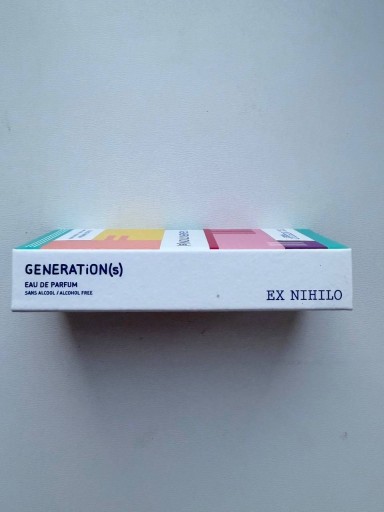 GENERATiON(s)
EAU DE PARFUM
SANS ALCOOL / ALCOHOL FREE
EX NIHILO